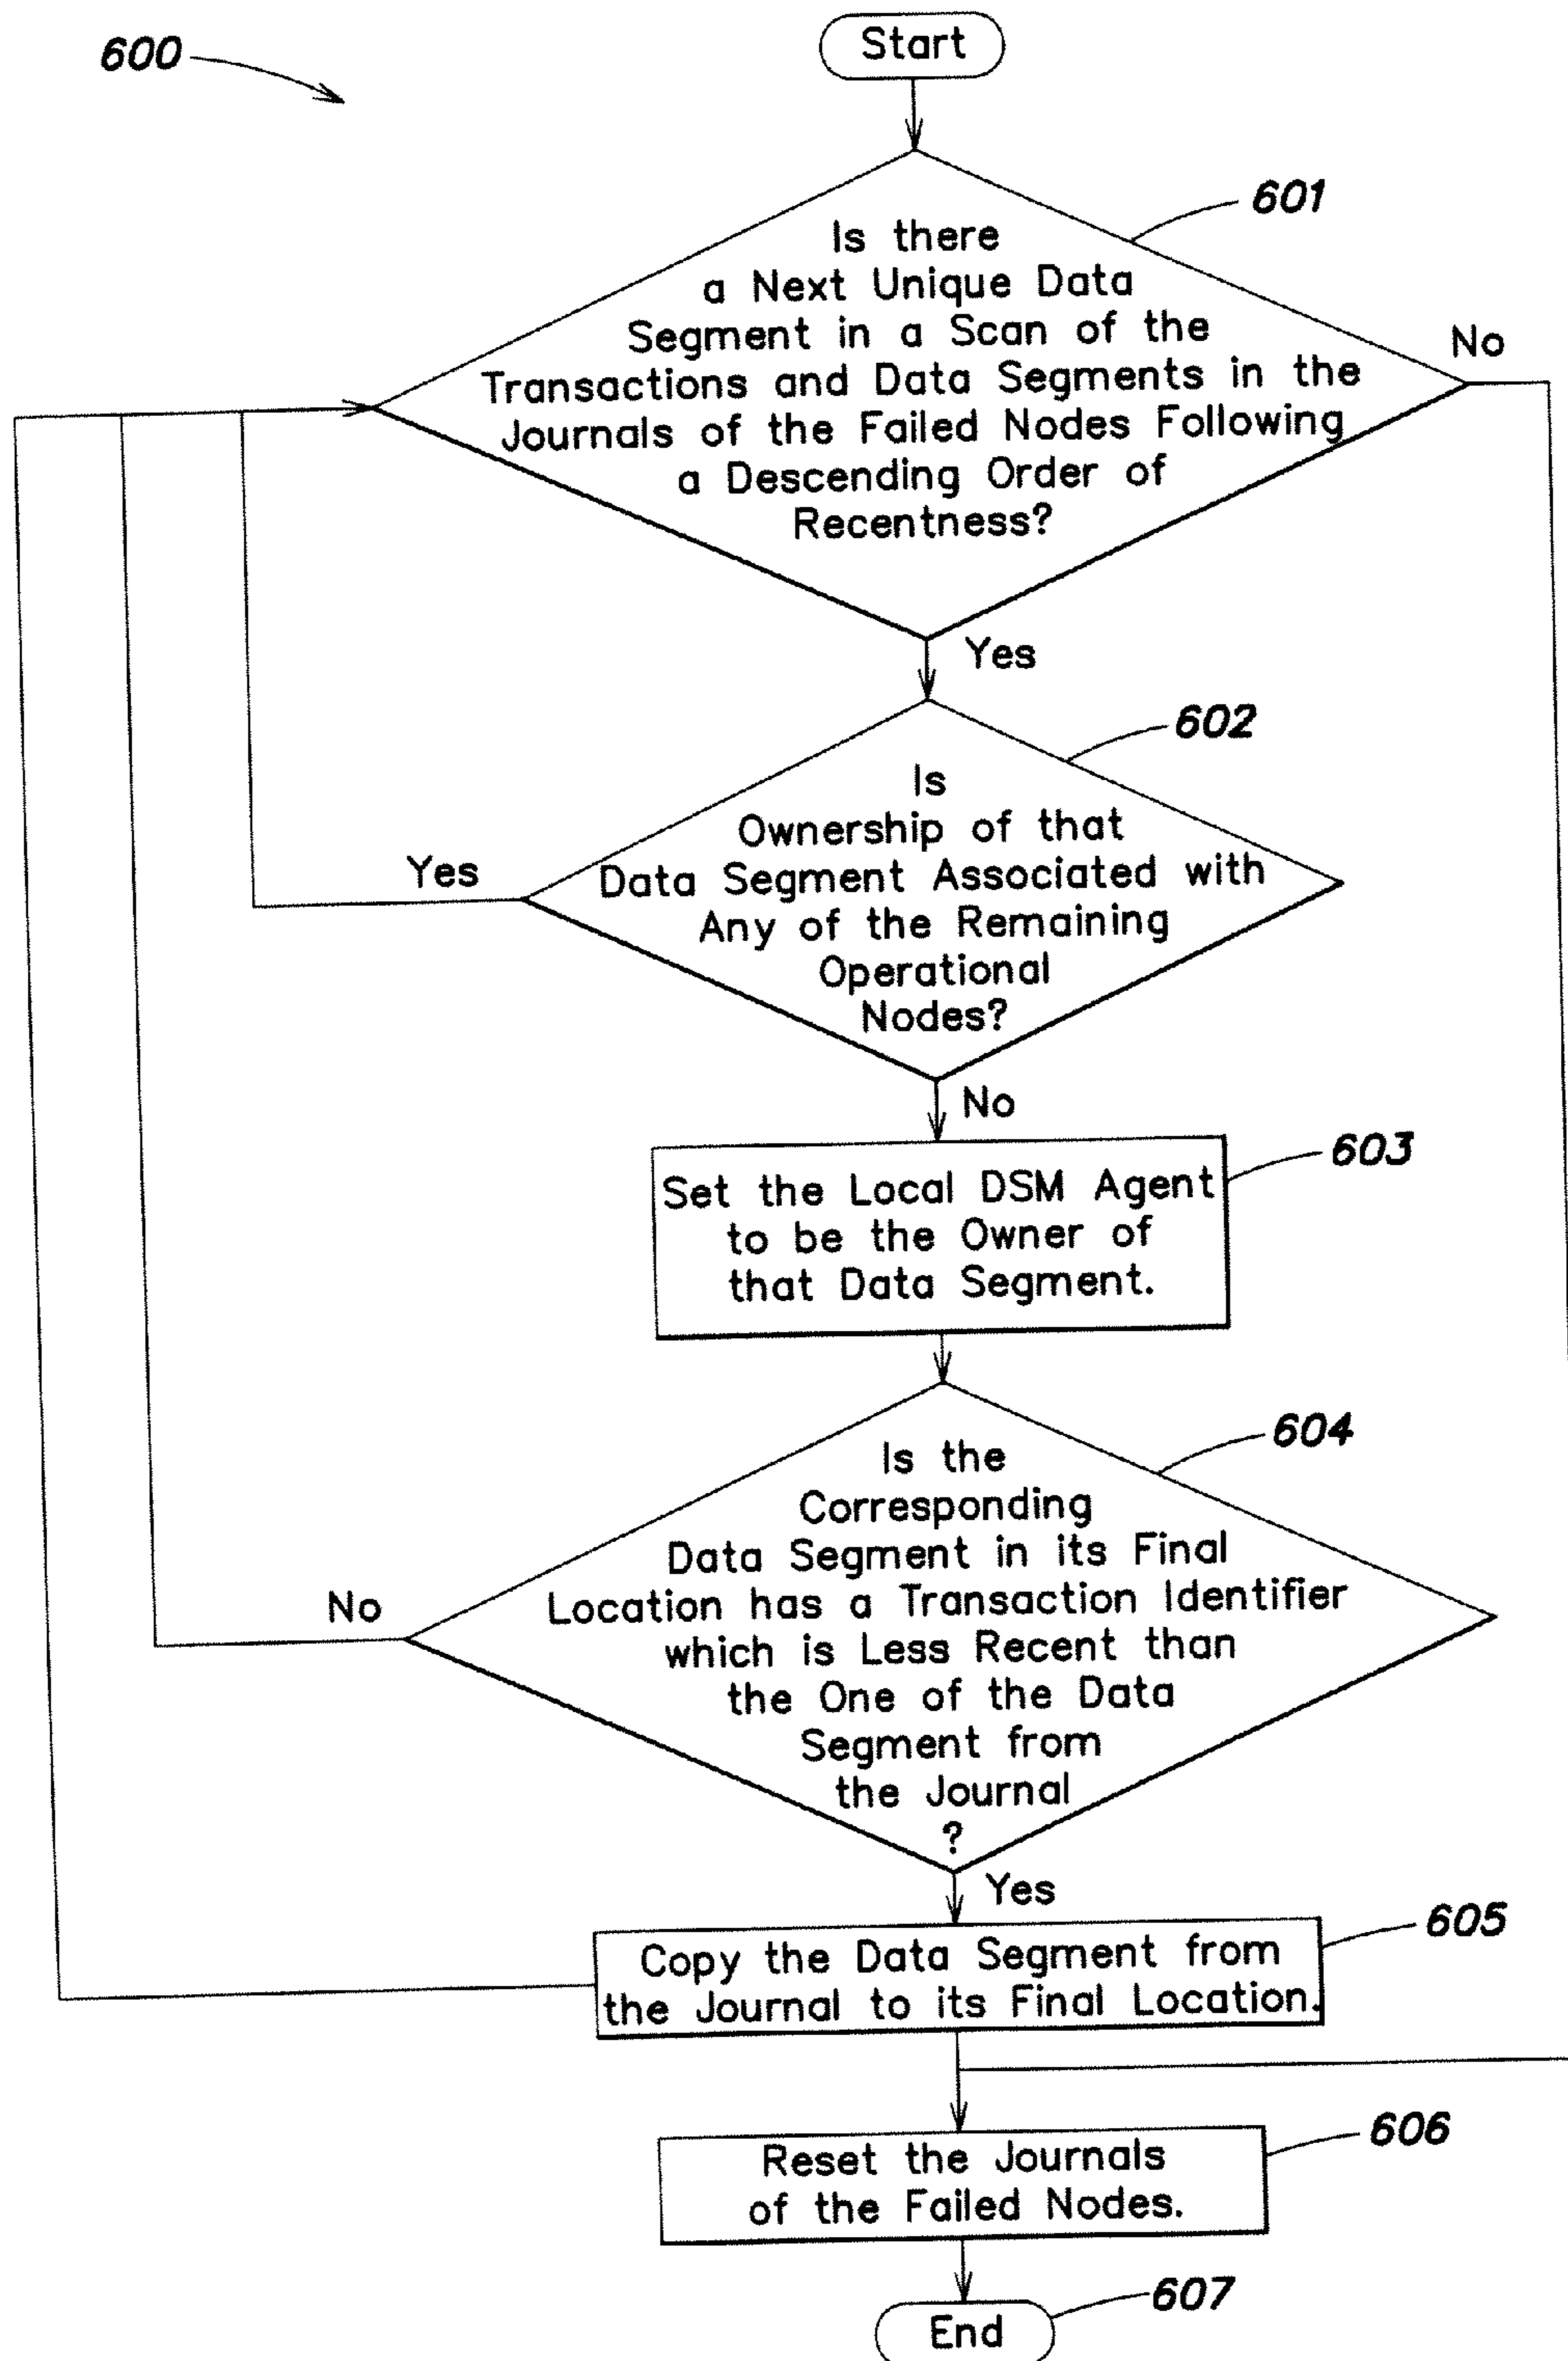 600
Start
601
Is there
a Next Unique Data
Segment in a Scan of the
Transactions and Data Segments in the
Journals of the Failed Nodes Following
a Descending Order of
Recentness?
No
Yes
602
Is
Ownership of that
Data Segment Associated with
Any of the Remaining
Operational
Nodes?
Yes
No
603
Set the Local DSM Agent
to be the Owner of
that Data Segment.
604
Is the
Corresponding
Data Segment in its Final
Location has a Transaction Identifier
which is Less Recent than
the One of the Data
Segment from
the Journal
?
No
Yes
605
Copy the Data Segment from
the Journal to its Final Location.
606
Reset the Journals
of the Failed Nodes.
607
End